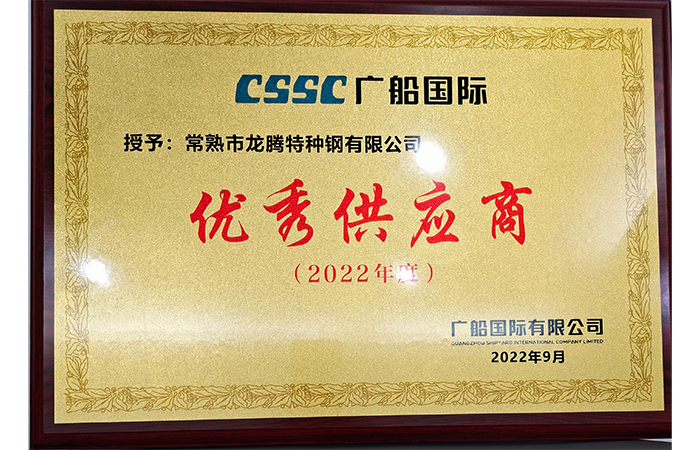 CSSC 广船国际
授予：常熟市龙腾特种钢有限公司
优秀供应商
（2022年度）
广船国际有限公司
GUANGZHOU SHIPYARD INTERNATIONAL COMPANY LIMITED
2022年9月